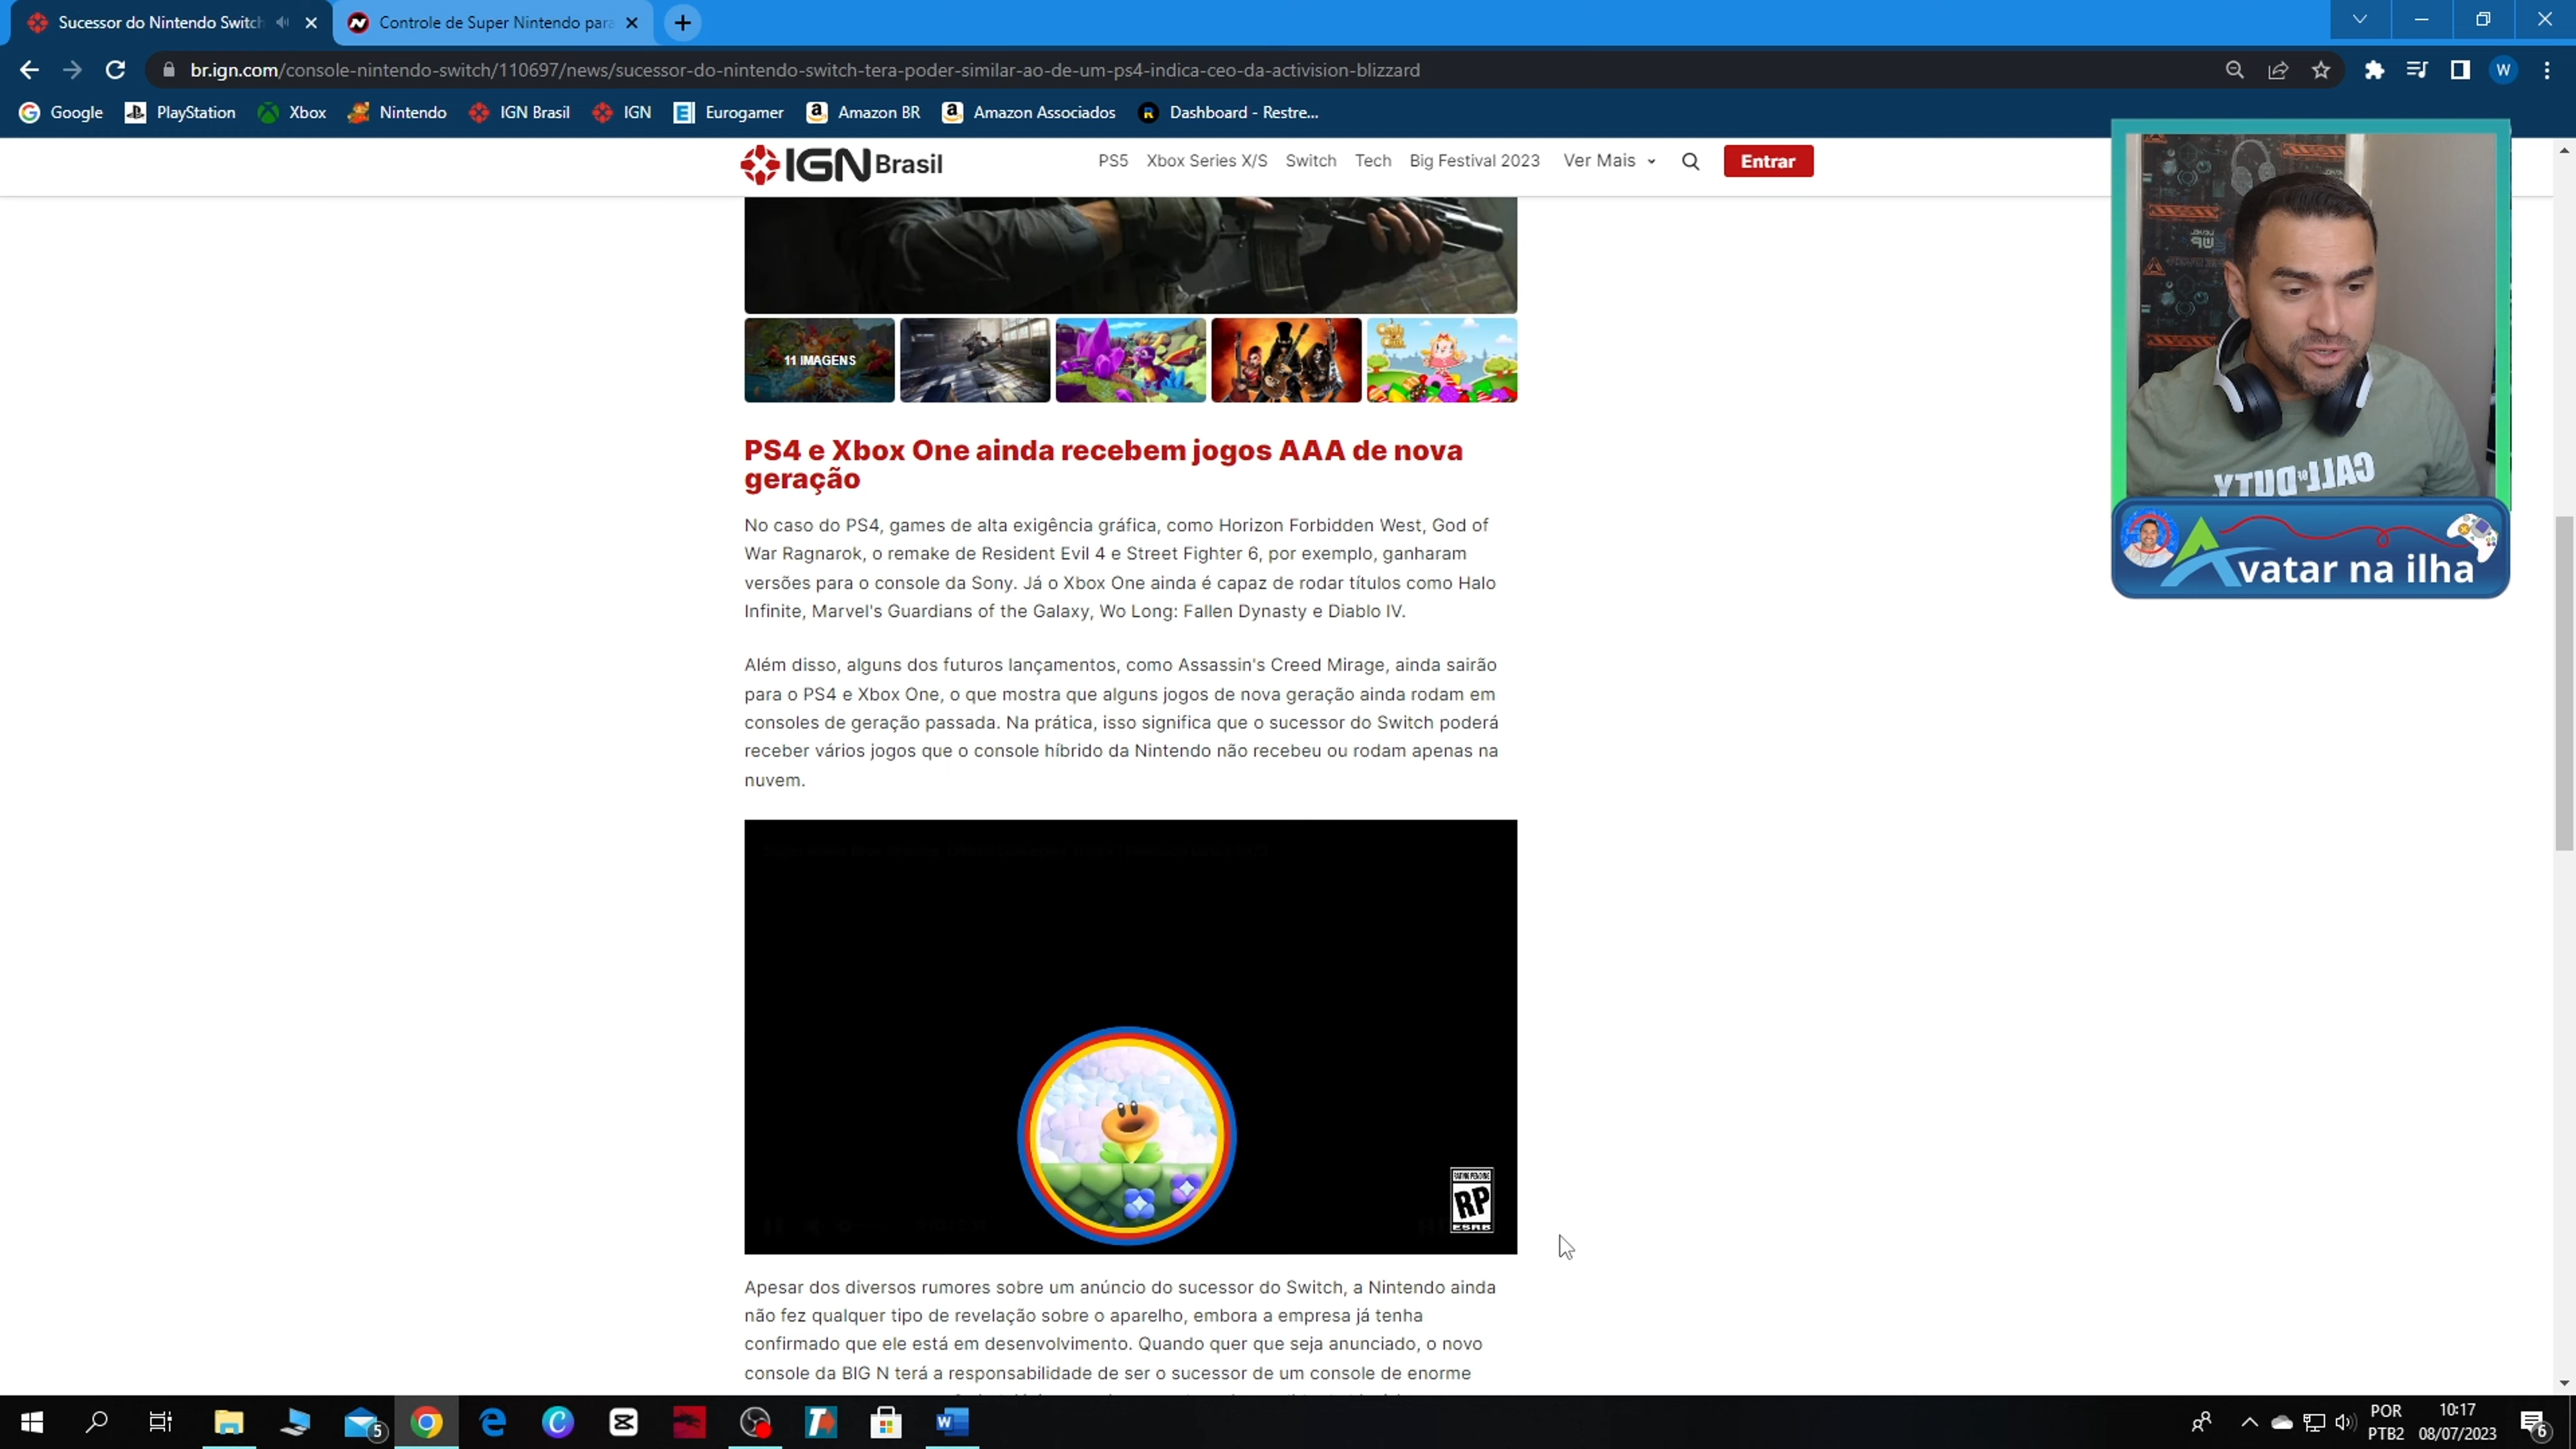 Sucessor do Nintendo Switch
Controle de Super Nintendo para
br.ign.com/console-nintendo-switch/110697/news/sucessor-do-nintendo-switch-tera-poder-similar-ao-de-um-ps4-indica-ceo-da-activision-blizzard
W
Google PlayStation Xbox Nintendo IGN Brasil IGN Eurogamer Amazon BR Amazon Associados Dashboard - Restre...
IGN Brasil
PS5 Xbox Series X/S Switch Tech Big Festival 2023 Ver Mais Entrar
11 IMAGENS
PS4 e Xbox One ainda recebem jogos AAA de nova
geração
No caso do PS4, games de alta exigência gráfica, como Horizon Forbidden West, God of
War Ragnarok, o remake de Resident Evil 4 e Street Fighter 6, por exemplo, ganharam
versões para o console da Sony. Já o Xbox One ainda é capaz de rodar títulos como Halo
Infinite, Marvel's Guardians of the Galaxy, Wo Long: Fallen Dynasty e Diablo IV.
Além disso, alguns dos futuros lançamentos, como Assassin's Creed Mirage, ainda sairão
para o PS4 e Xbox One, o que mostra que alguns jogos de nova geração ainda rodam em
consoles de geração passada. Na prática, isso significa que o sucessor do Switch poderá
receber vários jogos que o console híbrido da Nintendo não recebeu ou rodam apenas na
nuvem.
RATING PENDING
RP
ESRB
Apesar dos diversos rumores sobre um anúncio do sucessor do Switch, a Nintendo ainda
não fez qualquer tipo de revelação sobre o aparelho, embora a empresa já tenha
confirmado que ele está em desenvolvimento. Quando quer que seja anunciado, o novo
console da BIG N terá a responsabilidade de ser o sucessor de um console de enorme
CALL OF DUTY
Avatar na ilha
5
POR
PTB2
10:17
08/07/2023
6